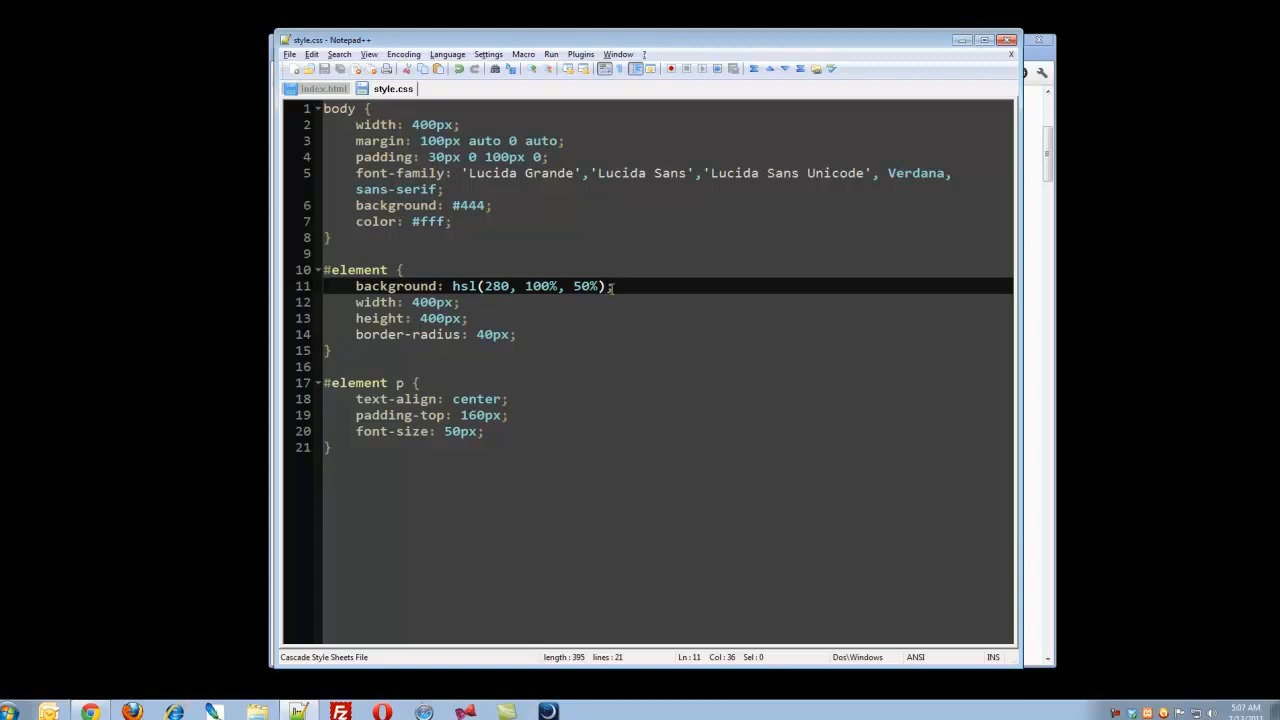 style.css - Notepad++
File Edit Search View Encoding Language Settings Macro Run Plugins Window ? X
index.html style.css
1 body {
2 width: 400px;
3 margin: 100px auto 0 auto;
4 padding: 30px 0 100px 0;
5 font-family: 'Lucida Grande','Lucida Sans','Lucida Sans Unicode', Verdana,
sans-serif;
6 background: #444;
7 color: #fff;
8 }
9
10 #element {
11 background: hsl(280, 100%, 50%);
12 width: 400px;
13 height: 400px;
14 border-radius: 40px;
15 }
16
17 #element p {
18 text-align: center;
19 padding-top: 160px;
20 font-size: 50px;
21 }
Cascade Style Sheets File length : 395 lines : 21 Ln : 11 Col : 36 Sel : 0 Dos\Windows ANSI INS
Fz
5:07 AM